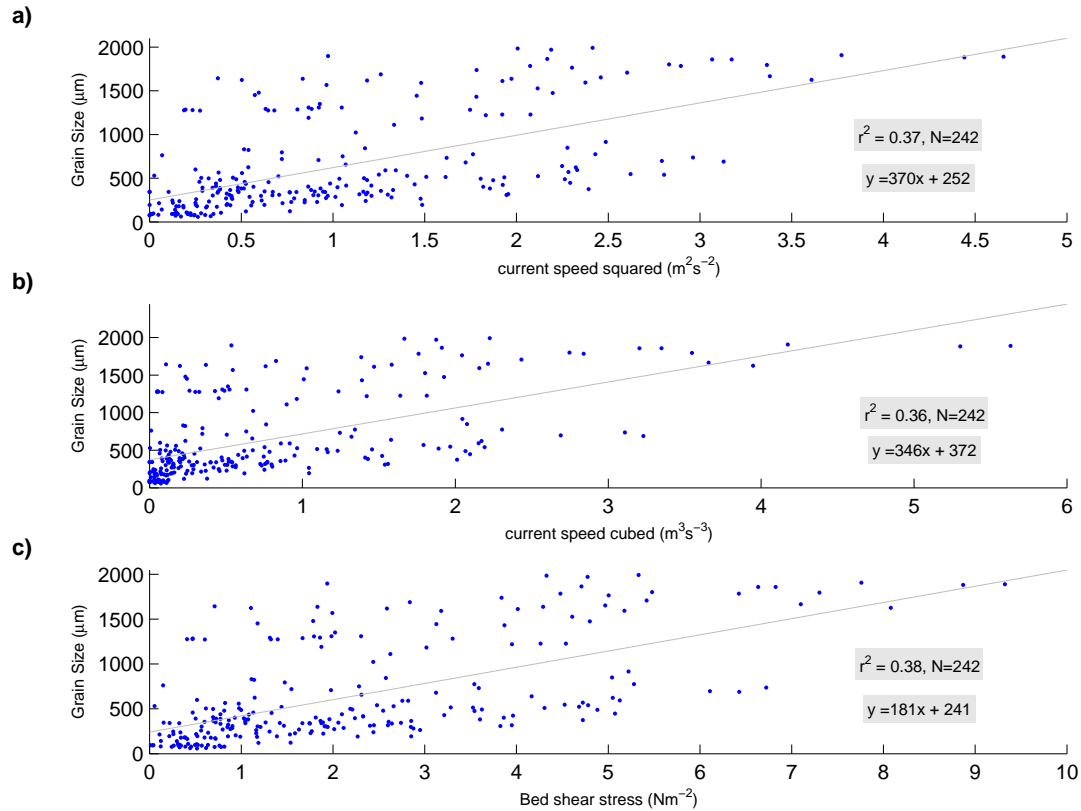 a)
2000
1500
1000
500
0
Grain Size (μm)
r² = 0.37, N=242
y =370x + 252
0 0.5 1 1.5 2 2.5 3 3.5 4 4.5 5
current speed squared (m²s⁻²)
b)
2000
1500
1000
500
0
Grain Size (μm)
r² = 0.36, N=242
y =346x + 372
0 1 2 3 4 5 6
current speed cubed (m³s⁻³)
c)
2000
1500
1000
500
0
Grain Size (μm)
r² = 0.38, N=242
y =181x + 241
0 1 2 3 4 5 6 7 8 9 10
Bed shear stress (Nm⁻²)